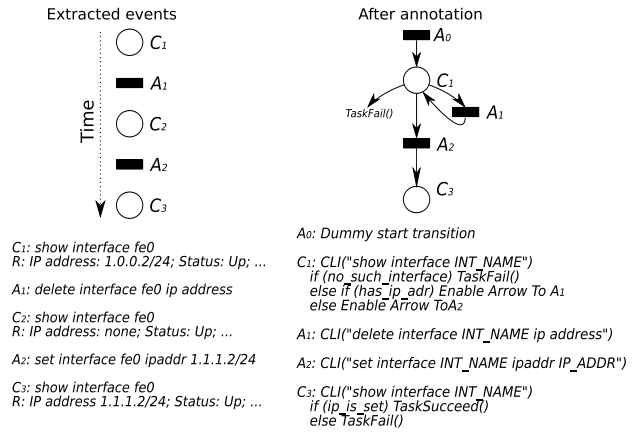 Extracted events
Time
C₁
A₁
C₂
A₂
C₃
C₁: show interface fe0
R: IP address: 1.0.0.2/24; Status: Up; ...
A₁: delete interface fe0 ip address
C₂: show interface fe0
R: IP address: none; Status: Up; ...
A₂: set interface fe0 ipaddr 1.1.1.2/24
C₃: show interface fe0
R: IP address 1.1.1.2/24; Status: Up; ...
After annotation
A₀
C₁
TaskFail()
A₁
A₂
C₃
A₀: Dummy start transition
C₁: CLI("show interface INT_NAME")
if (no_such_interface) TaskFail()
else if (has_ip_adr) Enable Arrow To A₁
else Enable Arrow ToA₂
A₁: CLI("delete interface INT_NAME ip address")
A₂: CLI("set interface INT_NAME ipaddr IP_ADDR")
C₃: CLI("show interface INT_NAME")
if (ip_is_set) TaskSucceed()
else TaskFail()